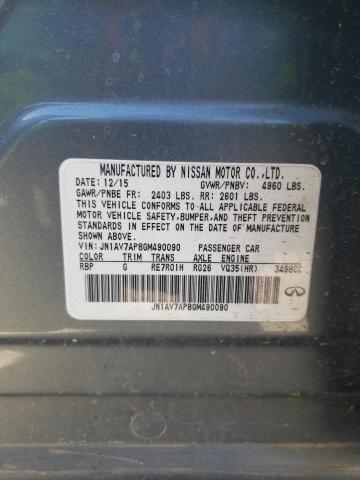 MANUFACTURED BY NISSAN MOTOR CO.,LTD.
DATE: 12/15 GVWR/PNBV: 4960 LBS.
GAWR/PNBE FR: 2403 LBS. RR: 2601 LBS.
THIS VEHICLE CONFORMS TO ALL APPLICABLE FEDERAL
MOTOR VEHICLE SAFETY, BUMPER, AND THEFT PREVENTION
STANDARDS IN EFFECT ON THE DATE OF MANUFACTURE
SHOWN ABOVE.
VIN: JN1AV7AP8GM490090 PASSENGER CAR
COLOR TRIM TRANS AXLE ENGINE
RBP G RE7R01H RG26 VQ35(HR) 3498CC
JN1AV7AP8GM490090